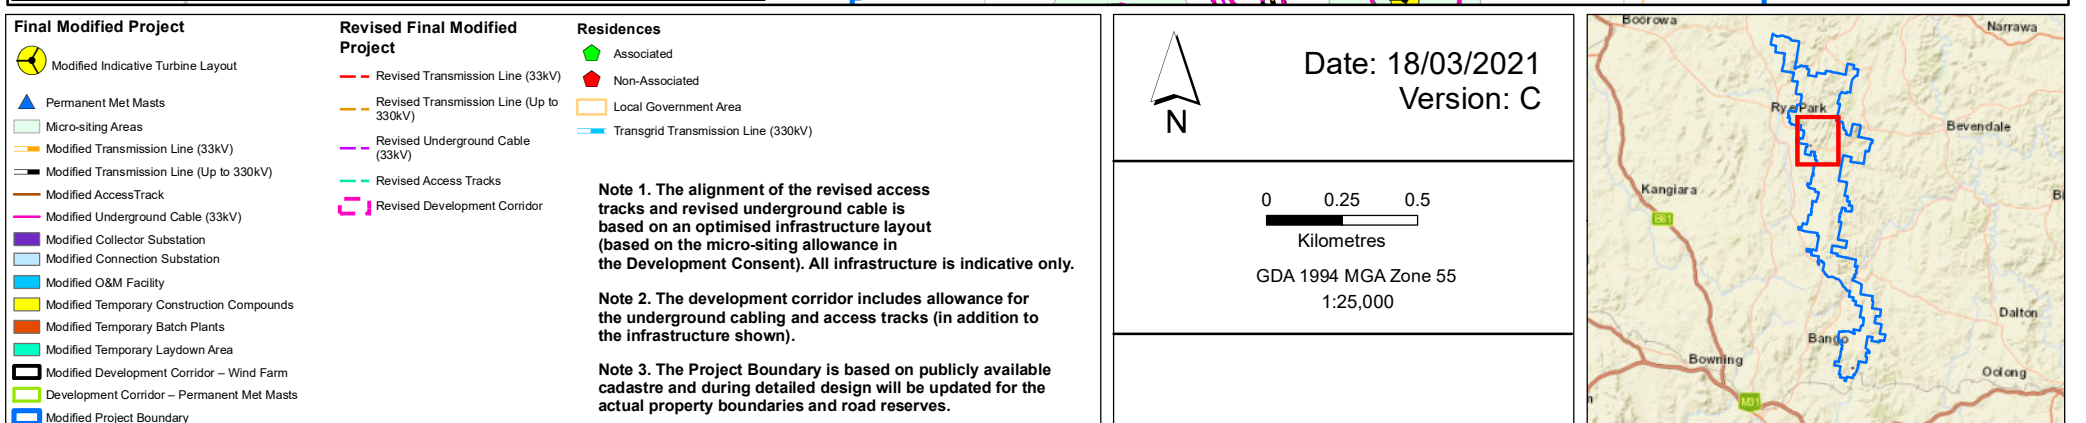 Final Modified Project
Modified Indicative Turbine Layout
Permanent Met Masts
Micro-siting Areas
Modified Transmission Line (33kV)
Modified Transmission Line (Up to 330kV)
Modified AccessTrack
Modified Underground Cable (33kV)
Modified Collector Substation
Modified Connection Substation
Modified O&M Facility
Modified Temporary Construction Compounds
Modified Temporary Batch Plants
Modified Temporary Laydown Area
Modified Development Corridor – Wind Farm
Development Corridor – Permanent Met Masts
Modified Project Boundary
Revised Final Modified
Project
Revised Transmission Line (33kV)
Revised Transmission Line (Up to
330kV)
Revised Underground Cable
(33kV)
Revised Access Tracks
Revised Development Corridor
Residences
Associated
Non-Associated
Local Government Area
Transgrid Transmission Line (330kV)
Note 1. The alignment of the revised access
tracks and revised underground cable is
based on an optimised infrastructure layout
(based on the micro-siting allowance in
the Development Consent). All infrastructure is indicative only.
Note 2. The development corridor includes allowance for
the underground cabling and access tracks (in addition to
the infrastructure shown).
Note 3. The Project Boundary is based on publicly available
cadastre and during detailed design will be updated for the
actual property boundaries and road reserves.
N
Date: 18/03/2021
Version: C
0 0.25 0.5
Kilometres
GDA 1994 MGA Zone 55
1:25,000
Boorowa
Narrawa
Rye Park
Bevendale
Kangiara
Bi
B81
Dalton
Bango
Bowning
Oolong
M31